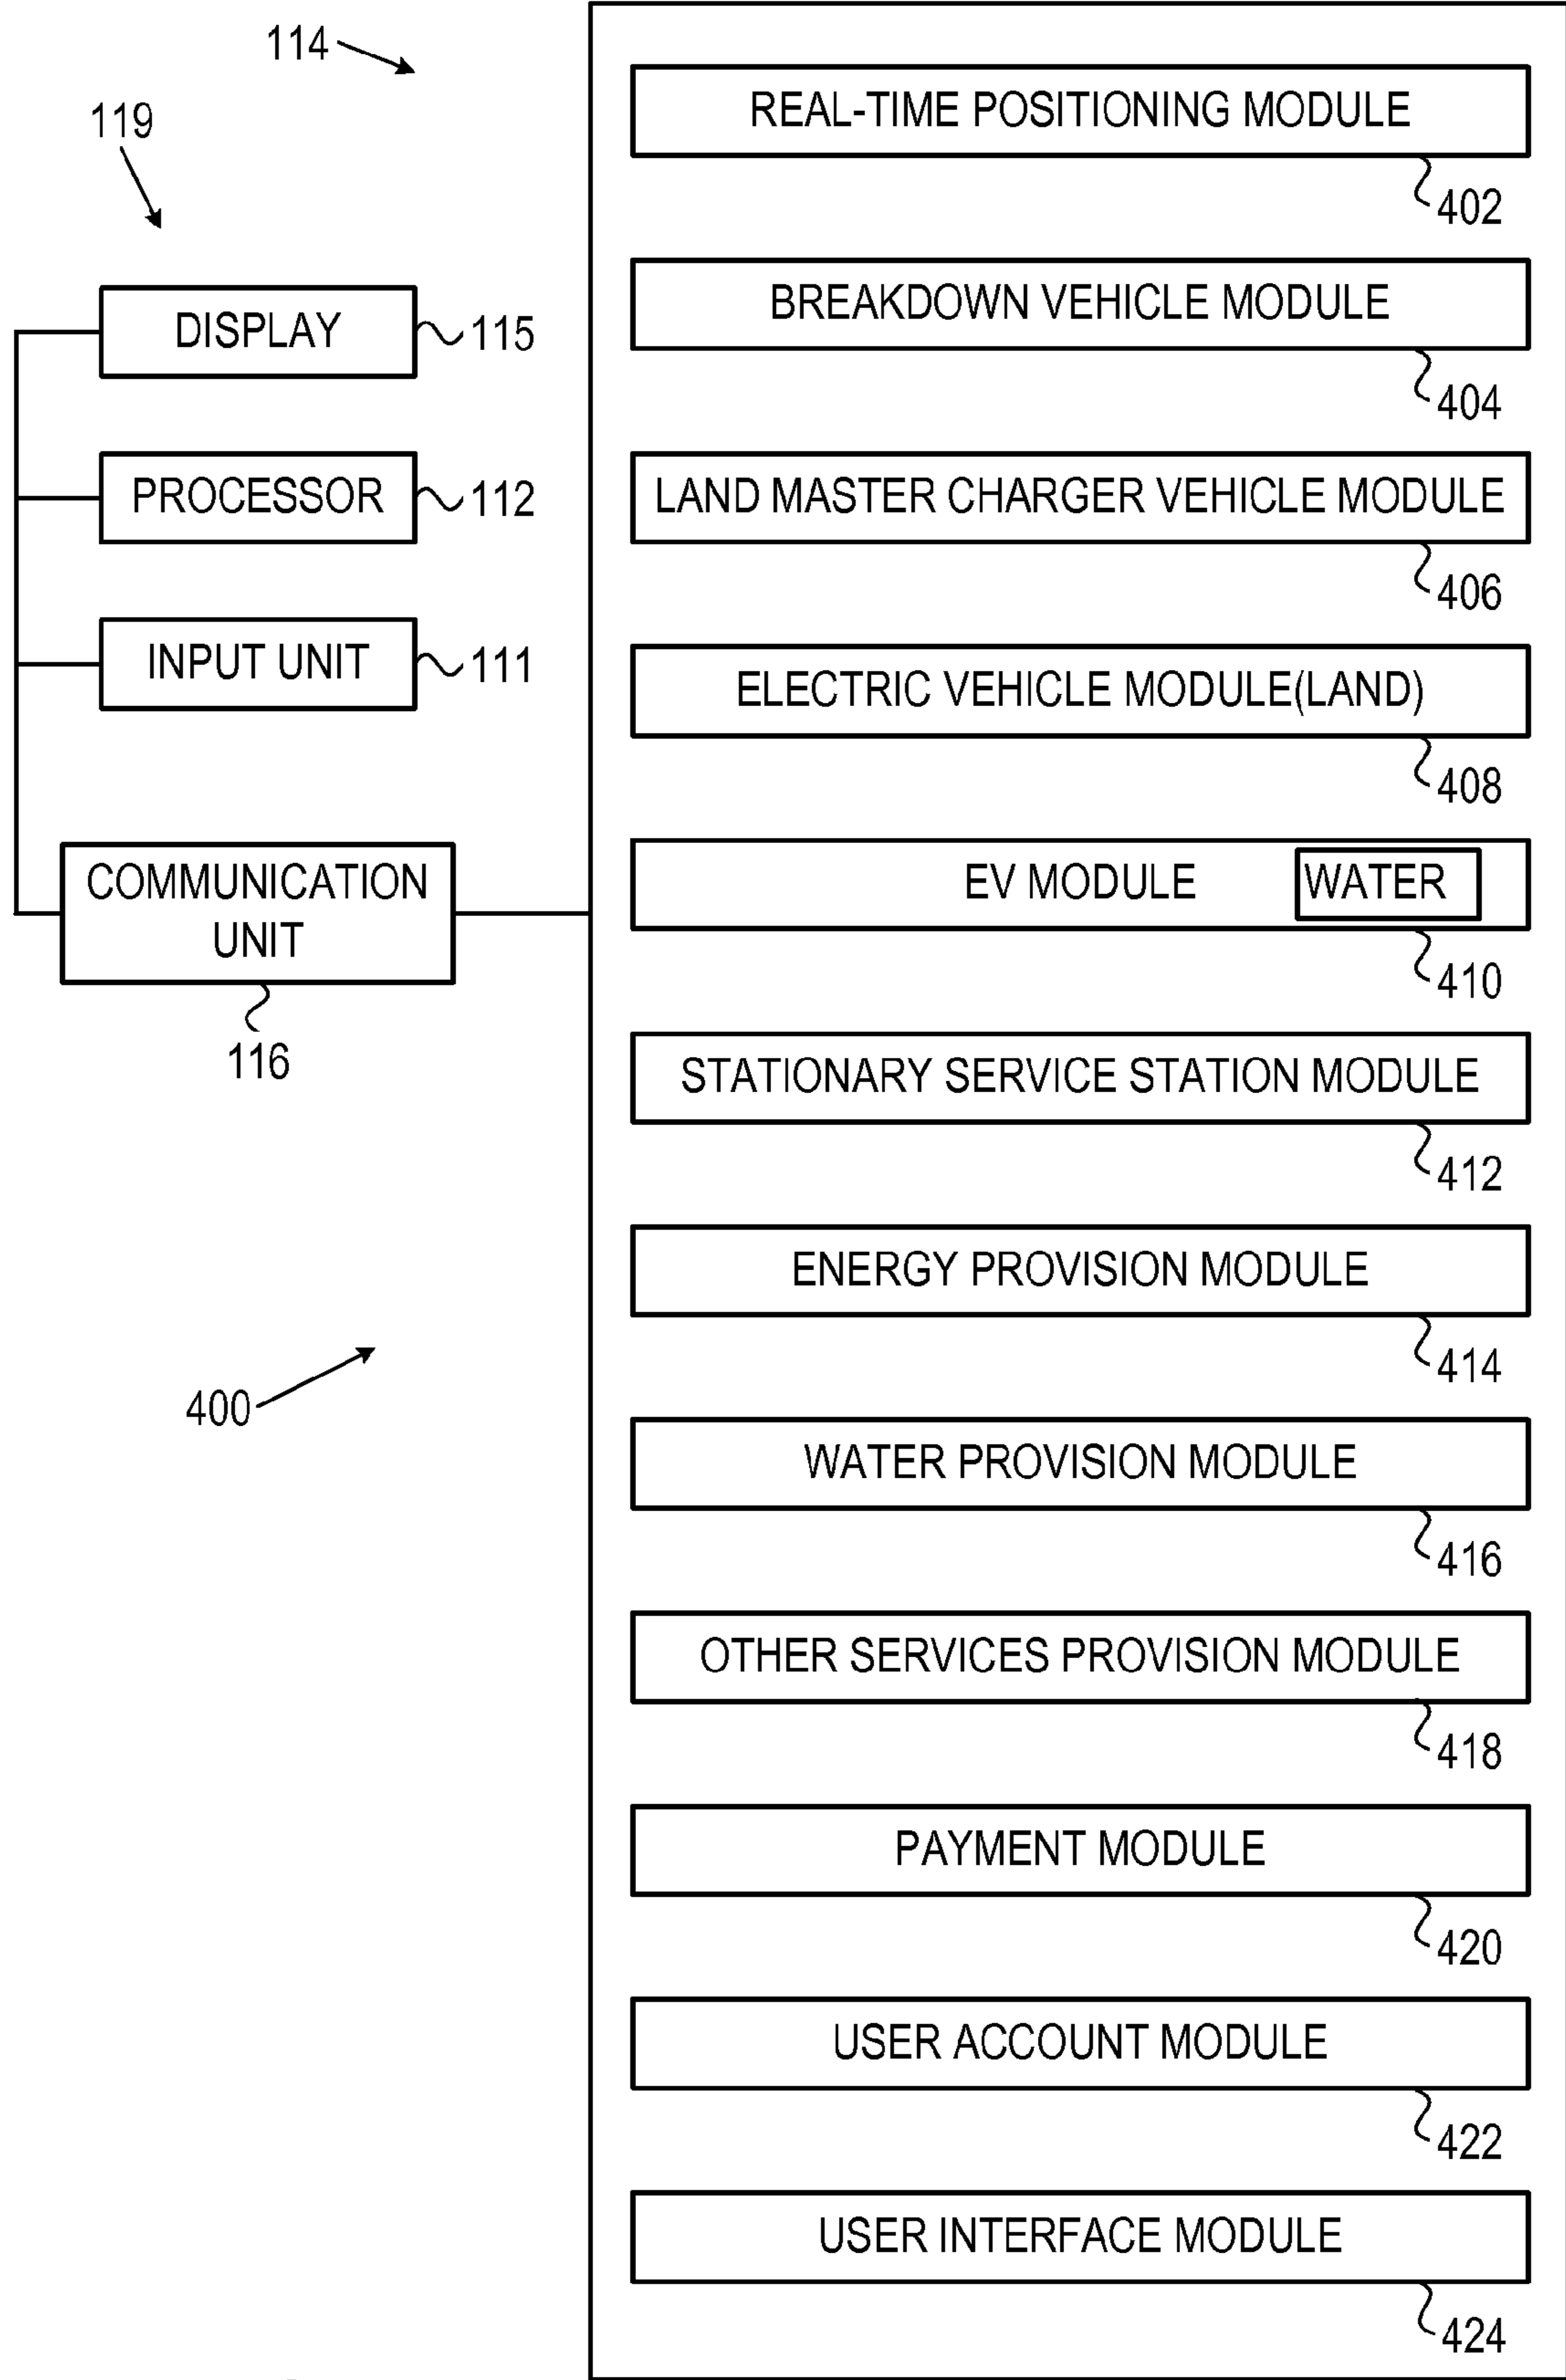 114
119
DISPLAY
115
PROCESSOR
112
INPUT UNIT
111
COMMUNICATION
UNIT
116
400
REAL-TIME POSITIONING MODULE
402
BREAKDOWN VEHICLE MODULE
404
LAND MASTER CHARGER VEHICLE MODULE
406
ELECTRIC VEHICLE MODULE(LAND)
408
EV MODULE WATER
410
STATIONARY SERVICE STATION MODULE
412
ENERGY PROVISION MODULE
414
WATER PROVISION MODULE
416
OTHER SERVICES PROVISION MODULE
418
PAYMENT MODULE
420
USER ACCOUNT MODULE
422
USER INTERFACE MODULE
424